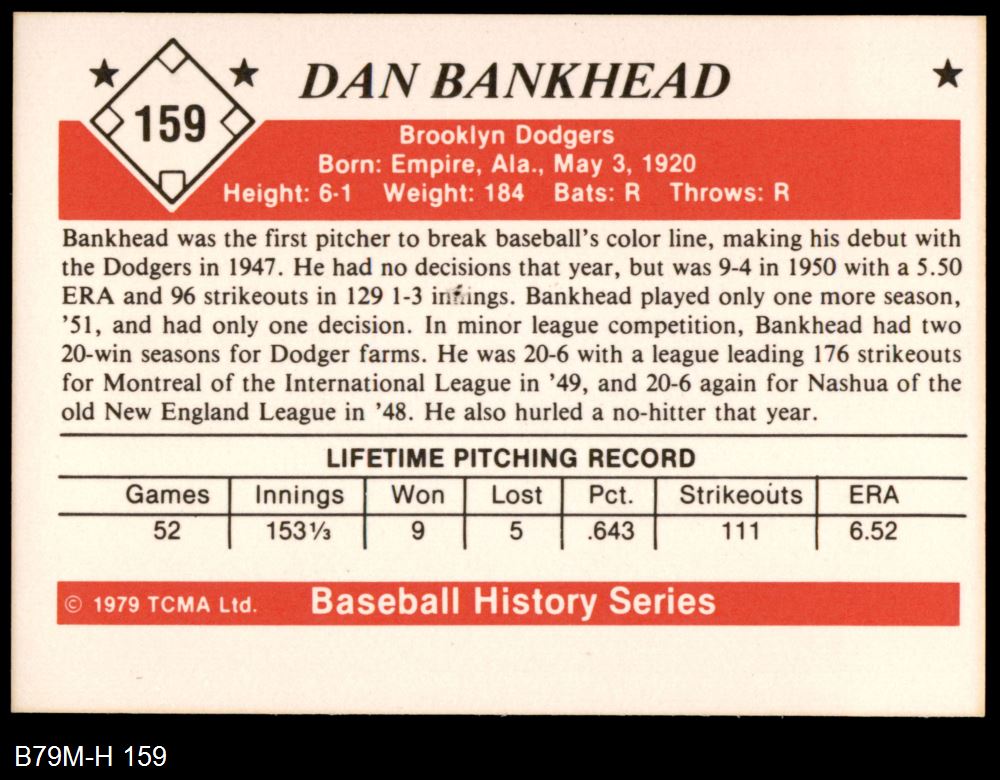 159
DAN BANKHEAD
Brooklyn Dodgers
Born: Empire, Ala., May 3, 1920
Height: 6-1 Weight: 184 Bats: R Throws: R
Bankhead was the first pitcher to break baseball's color line, making his debut with
the Dodgers in 1947. He had no decisions that year, but was 9-4 in 1950 with a 5.50
ERA and 96 strikeouts in 129 1-3 innings. Bankhead played only one more season,
'51, and had only one decision. In minor league competition, Bankhead had two
20-win seasons for Dodger farms. He was 20-6 with a league leading 176 strikeouts
for Montreal of the International League in '49, and 20-6 again for Nashua of the
old New England League in '48. He also hurled a no-hitter that year.
LIFETIME PITCHING RECORD
Games Innings Won Lost Pct. Strikeouts ERA
52 153⅓ 9 5 .643 111 6.52
© 1979 TCMA Ltd. Baseball History Series
B79M-H 159